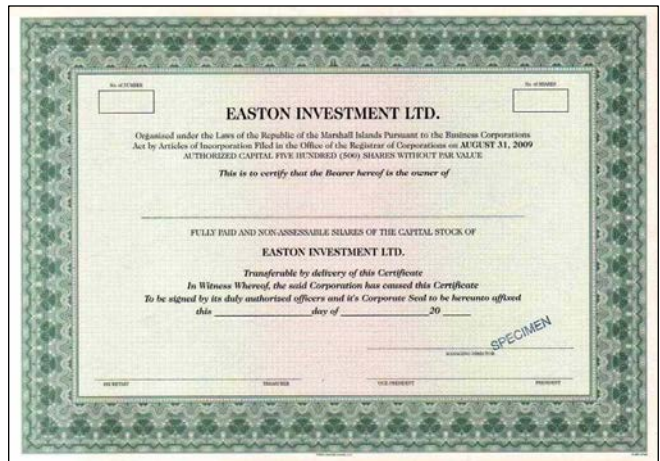 No. of SHARES
EASTON INVESTMENT LTD.
Organised under the Laws of the Republic of the Marshall Islands Pursuant to the Business Corporations
Act by Articles of Incorporation Filed in the Office of the Registrar of Corporations on AUGUST 31, 2009
AUTHORIZED CAPITAL FIVE HUNDRED (500) SHARES WITHOUT PAR VALUE
This is to certify that the Bearer hereof is the owner of
FULLY PAID AND NON-ASSESSABLE SHARES OF THE CAPITAL STOCK OF
EASTON INVESTMENT LTD.
Transferable by delivery of this Certificate
In Witness Whereof, the said Corporation has caused this Certificate
To be signed by its duly authorized officers and it's Corporate Seal to be hereunto affixed
this day of 20
SPECIMEN
MANAGING DIRECTOR
SECRETARY TREASURER VICE-PRESIDENT PRESIDENT